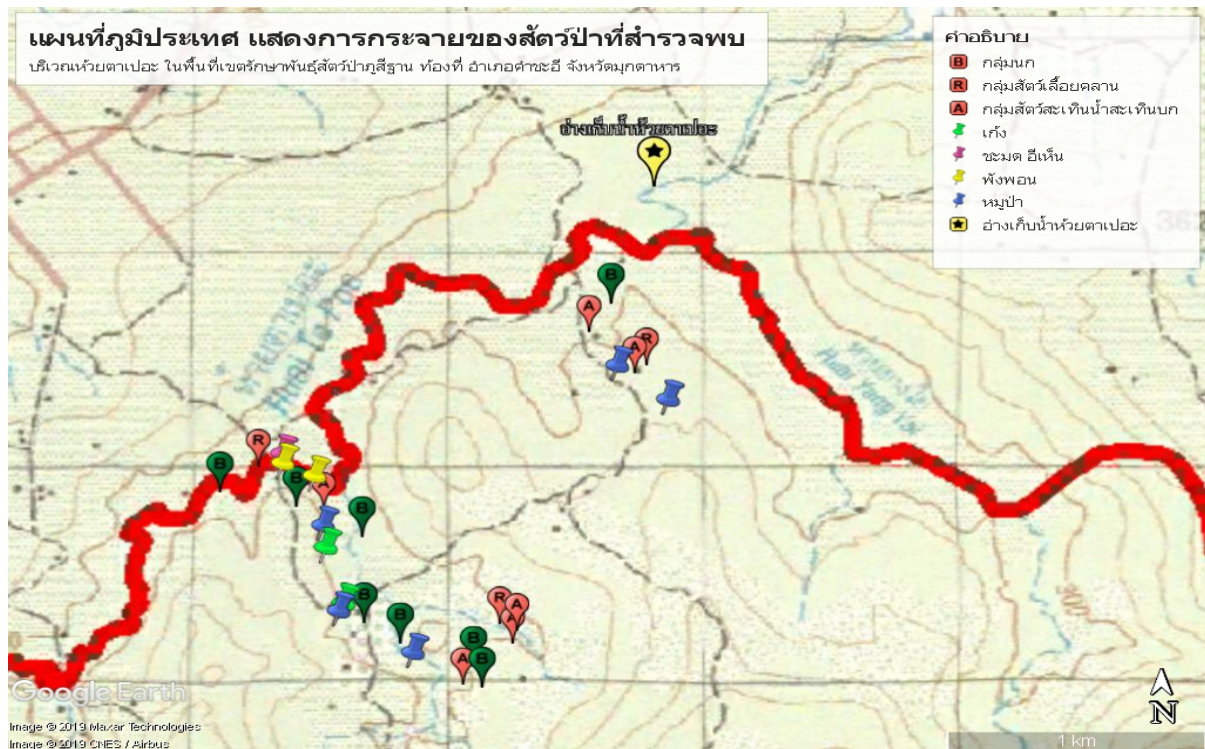 แผนที่ภูมิประเทศ แสดงการกระจายของสัตว์ป่าที่สำรวจพบ
บริเวณห้วยตาเปอะ ในพื้นที่เขตรักษาพันธุ์สัตว์ป่าภูสีฐาน ท้องที่ อำเภอคำชะอี จังหวัดมุกดาหาร
คำอธิบาย
B กลุ่มนก
R กลุ่มสัตว์เลื้อยคลาน
A กลุ่มสัตว์สะเทินน้ำสะเทินบก
เก้ง
ชะมด อีเห็น
พังพอน
หมูป่า
อ่างเก็บน้ำห้วยตาเปอะ
อ่างเก็บน้ำห้วยตาเปอะ
B
A
R
A
R
B
B
A
B
B
B
R
A
A
B
A
B
Google Earth
Image © 2019 Maxar Technologies
Image © 2019 CNES / Airbus
N
1 km